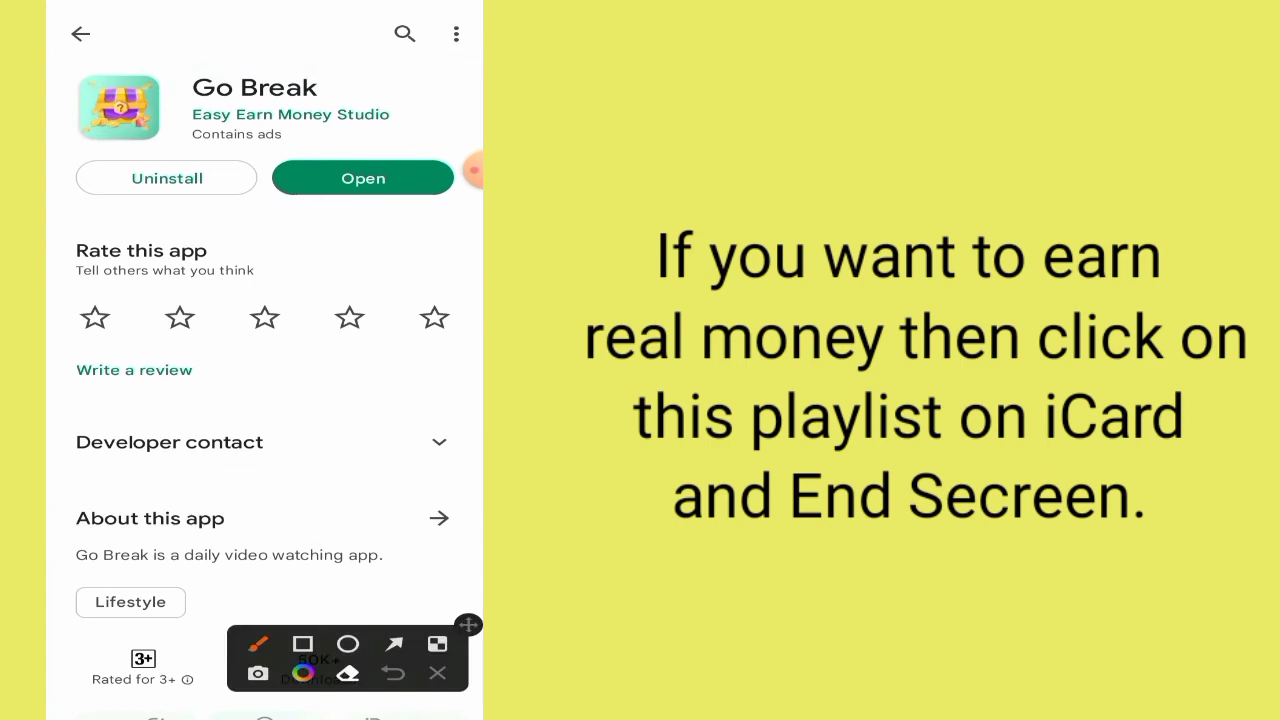 Go Break
Easy Earn Money Studio
Contains ads
Uninstall
Open
Rate this app
Tell others what you think
Write a review
Developer contact
About this app
Go Break is a daily video watching app.
Lifestyle
3+
Rated for 3+
50K+
If you want to earn
real money then click on
this playlist on iCard
and End Secreen.